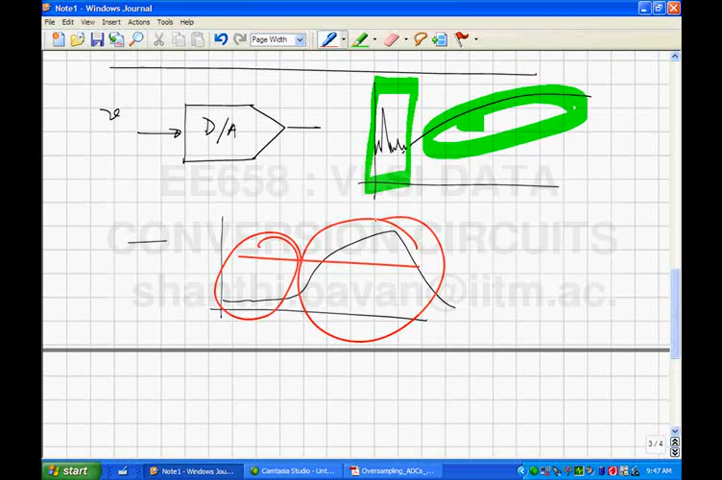 Note1 - Windows Journal
File Edit View Insert Actions Tools Help
Page Width
D/A
EE658 : VLSI DATA
CONVERSION CIRCUITS
shanthi.pavan@iitm.ac
3 / 4
start Note1 - Windows Jou... Camtasia Studio - Unt... Oversampling_ADCs_... 9:47 AM